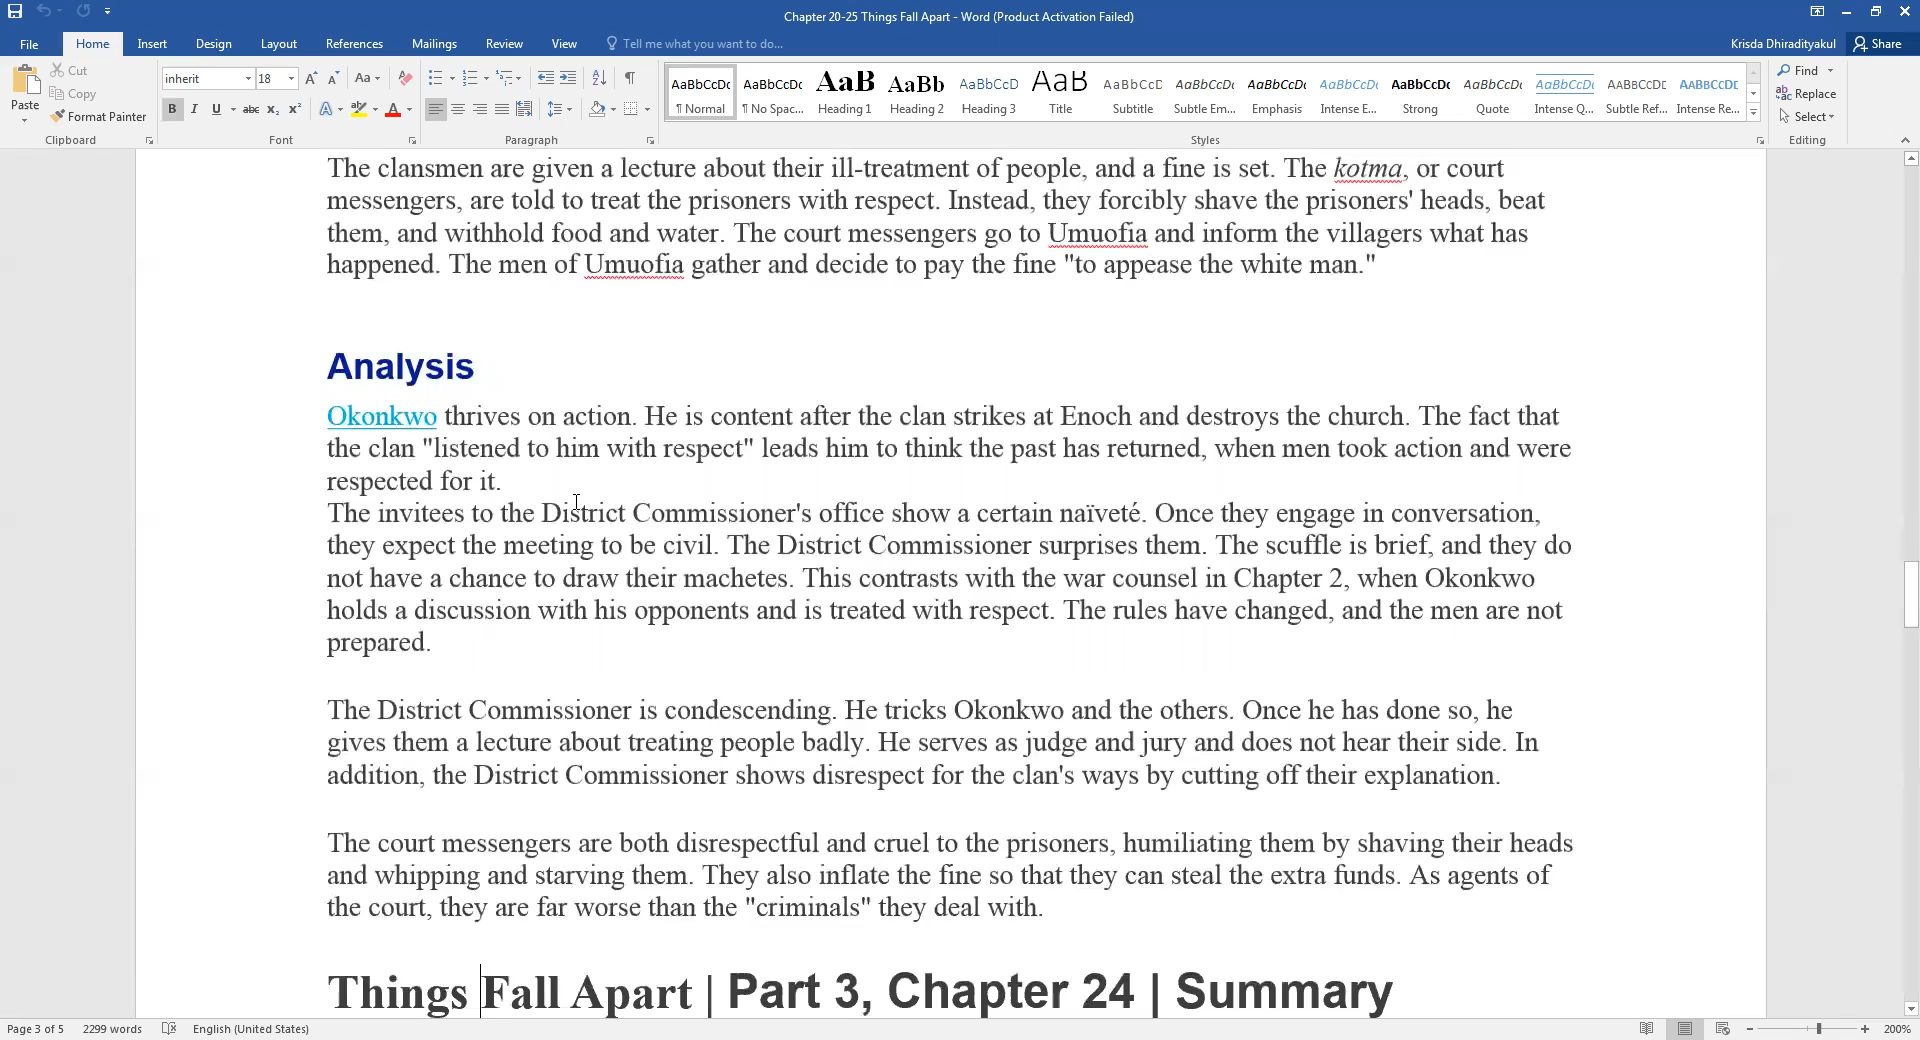 Chapter 20-25 Things Fall Apart - Word (Product Activation Failed)
File Home Insert Design Layout References Mailings Review View Tell me what you want to do... Krisda Dhiradityakul Share
Paste Cut Copy Format Painter
inherit 18 Aa
B I U abc x₂ x² A A
AaBbCcDc AaBbCcDc AaB AaBb AaBbCcD AaB AaBbCcD AaBbCcDc AaBbCcDc AaBbCcDc AaBbCcDc AaBbCcDc AaBbCcDc AABBCCDE AABBCCDE
¶ Normal ¶ No Spac... Heading 1 Heading 2 Heading 3 Title Subtitle Subtle Em... Emphasis Intense E... Strong Quote Intense Q... Subtle Ref... Intense Re...
Find
Replace
Select
Clipboard Font Paragraph Styles Editing
The clansmen are given a lecture about their ill-treatment of people, and a fine is set. The kotma, or court
messengers, are told to treat the prisoners with respect. Instead, they forcibly shave the prisoners' heads, beat
them, and withhold food and water. The court messengers go to Umuofia and inform the villagers what has
happened. The men of Umuofia gather and decide to pay the fine "to appease the white man."
Analysis
Okonkwo thrives on action. He is content after the clan strikes at Enoch and destroys the church. The fact that
the clan "listened to him with respect" leads him to think the past has returned, when men took action and were
respected for it.
The invitees to the District Commissioner's office show a certain naïveté. Once they engage in conversation,
they expect the meeting to be civil. The District Commissioner surprises them. The scuffle is brief, and they do
not have a chance to draw their machetes. This contrasts with the war counsel in Chapter 2, when Okonkwo
holds a discussion with his opponents and is treated with respect. The rules have changed, and the men are not
prepared.
The District Commissioner is condescending. He tricks Okonkwo and the others. Once he has done so, he
gives them a lecture about treating people badly. He serves as judge and jury and does not hear their side. In
addition, the District Commissioner shows disrespect for the clan's ways by cutting off their explanation.
The court messengers are both disrespectful and cruel to the prisoners, humiliating them by shaving their heads
and whipping and starving them. They also inflate the fine so that they can steal the extra funds. As agents of
the court, they are far worse than the "criminals" they deal with.
Things Fall Apart | Part 3, Chapter 24 | Summary
Page 3 of 5 2299 words English (United States) 200%